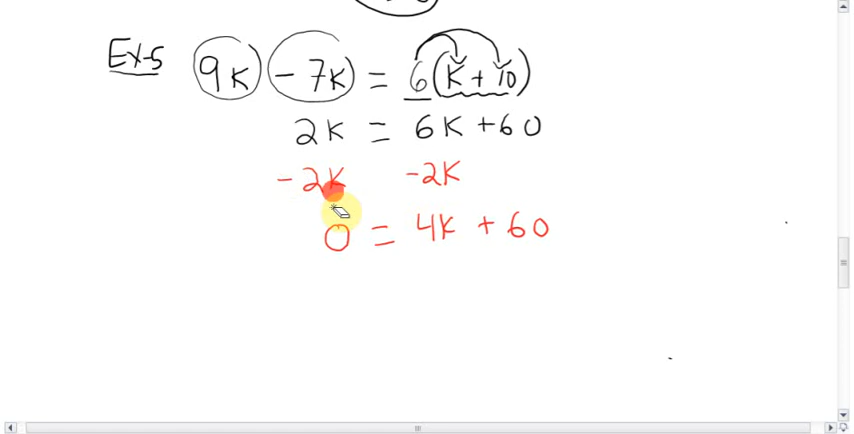 Ex-5 9k - 7k = 6(k + 10)
2k = 6k + 60
- 2k - 2k
0 = 4k + 60